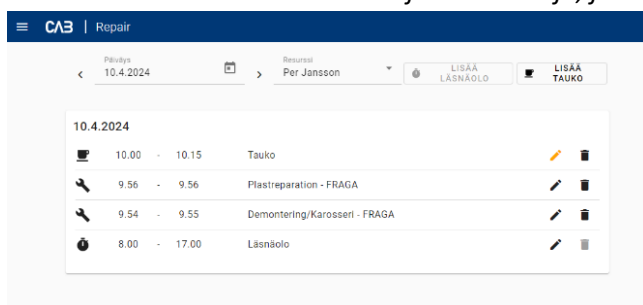 CAB | Repair
Päiväys
10.4.2024
Resurssi
Per Jansson
LISÄÄ LÄSNÄOLO
LISÄÄ TAUKO
10.4.2024
10.00 - 10.15 Tauko
9.56 - 9.56 Plastreparation - FRAGA
9.54 - 9.55 Demontering/Karosseri - FRAGA
8.00 - 17.00 Läsnäolo